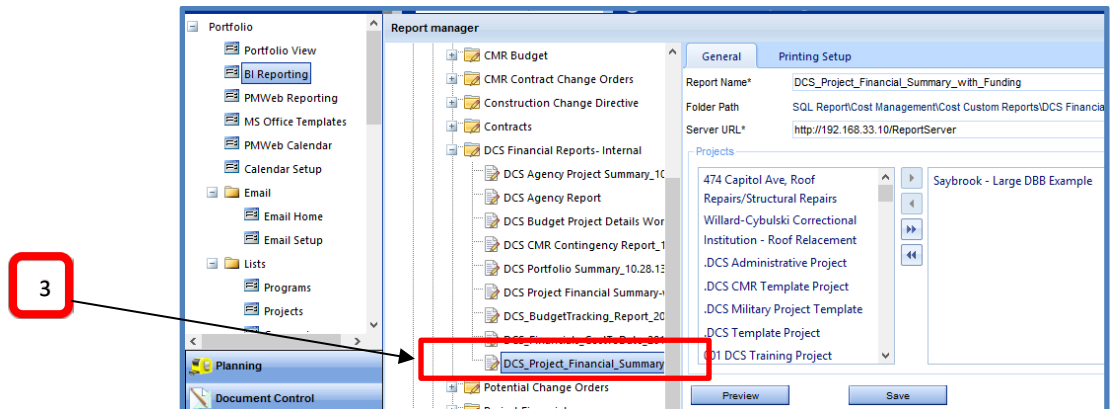 Portfolio
Portfolio View
BI Reporting
PMWeb Reporting
MS Office Templates
PMWeb Calendar
Calendar Setup
Email
Email Home
Email Setup
Lists
Programs
Projects
Planning
Document Control
3
Report manager
CMR Budget
CMR Contract Change Orders
Construction Change Directive
Contracts
DCS Financial Reports- Internal
DCS Agency Project Summary_10
DCS Agency Report
DCS Budget Project Details Wor
DCS CMR Contingency Report_1
DCS Portfolio Summary_10.28.13
DCS Project Financial Summary-
DCS_BudgetTracking_Report_20
DCS_Financials_CostToDate_201
DCS_Project_Financial_Summary
Potential Change Orders
General Printing Setup
Report Name* DCS_Project_Financial_Summary_with_Funding
Folder Path SQL Report\Cost Management\Cost Custom Reports\DCS Financia
Server URL* http://192.168.33.10/ReportServer
Projects
474 Capitol Ave, Roof
Repairs/Structural Repairs
Willard-Cybulski Correctional
Institution - Roof Relacement
.DCS Administrative Project
.DCS CMR Template Project
.DCS Military Project Template
.DCS Template Project
001 DCS Training Project
Saybrook - Large DBB Example
Preview Save